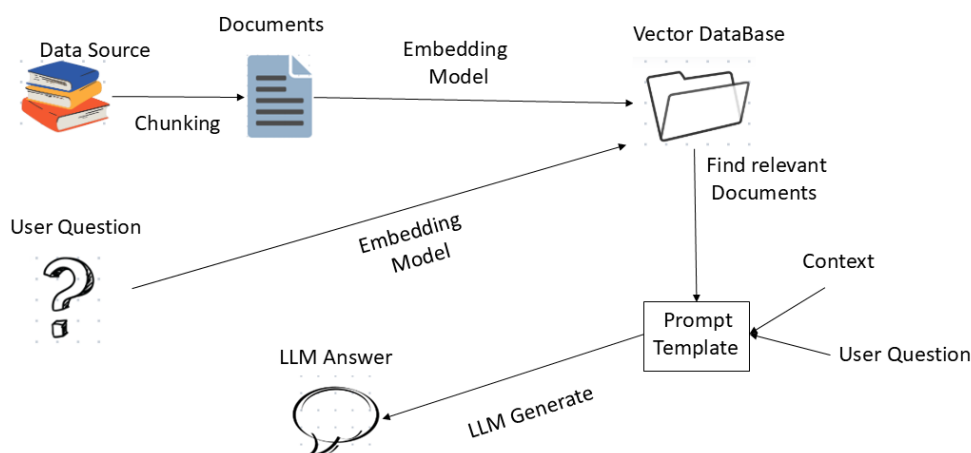 Documents
Vector DataBase
Data Source
Embedding
Model
Chunking
Find relevant
Documents
User Question
Embedding
Model
Context
Prompt
Template
User Question
LLM Answer
LLM Generate